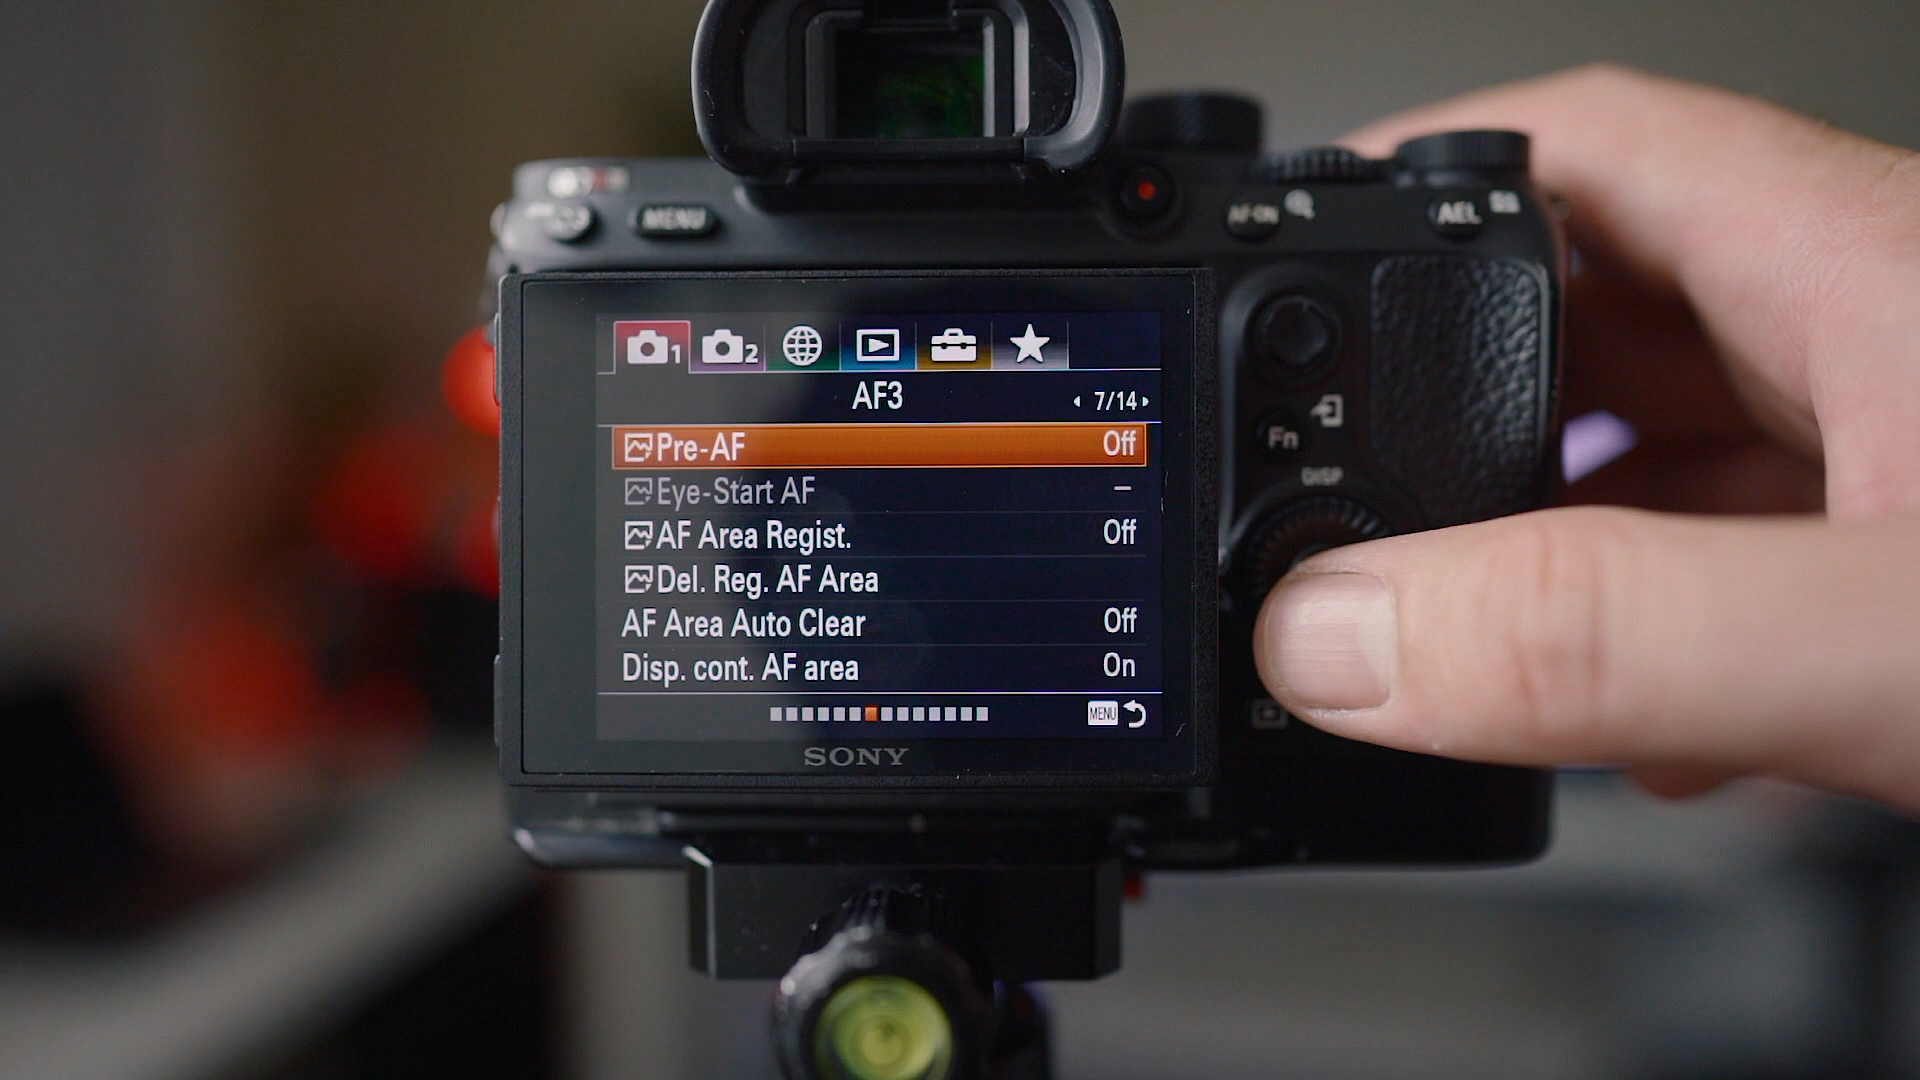 MENU
AF-ON
AEL
1 2
AF3
7/14
Pre-AF Off
Eye-Start AF –
AF Area Regist. Off
Del. Reg. AF Area
AF Area Auto Clear Off
Disp. cont. AF area On
MENU
SONY
Fn
DISP